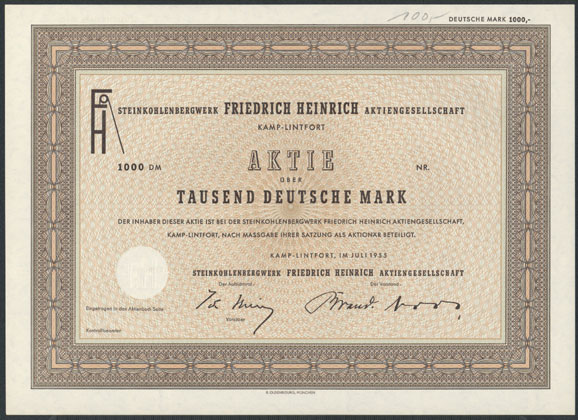 100,-
DEUTSCHE MARK 1000,-
FH
STEINKOHLENBERGWERK FRIEDRICH HEINRICH AKTIENGESELLSCHAFT
KAMP-LINTFORT
AKTIE
1000 DM NR.
ÜBER
TAUSEND DEUTSCHE MARK
DER INHABER DIESER AKTIE IST BEI DER STEINKOHLENBERGWERK FRIEDRICH HEINRICH AKTIENGESELLSCHAFT,
KAMP-LINTFORT, NACH MASSGABE IHRER SATZUNG ALS AKTIONÄR BETEILIGT.
KAMP-LINTFORT, IM JULI 1953
STEINKOHLENBERGWERK FRIEDRICH HEINRICH AKTIENGESELLSCHAFT
Der Aufsichtsrat Der Vorstand
Eingetragen in das Aktienbuch Seite
Vorsitzer
Kontrollbeamter
R. OLDENBOURG, MÜNCHEN